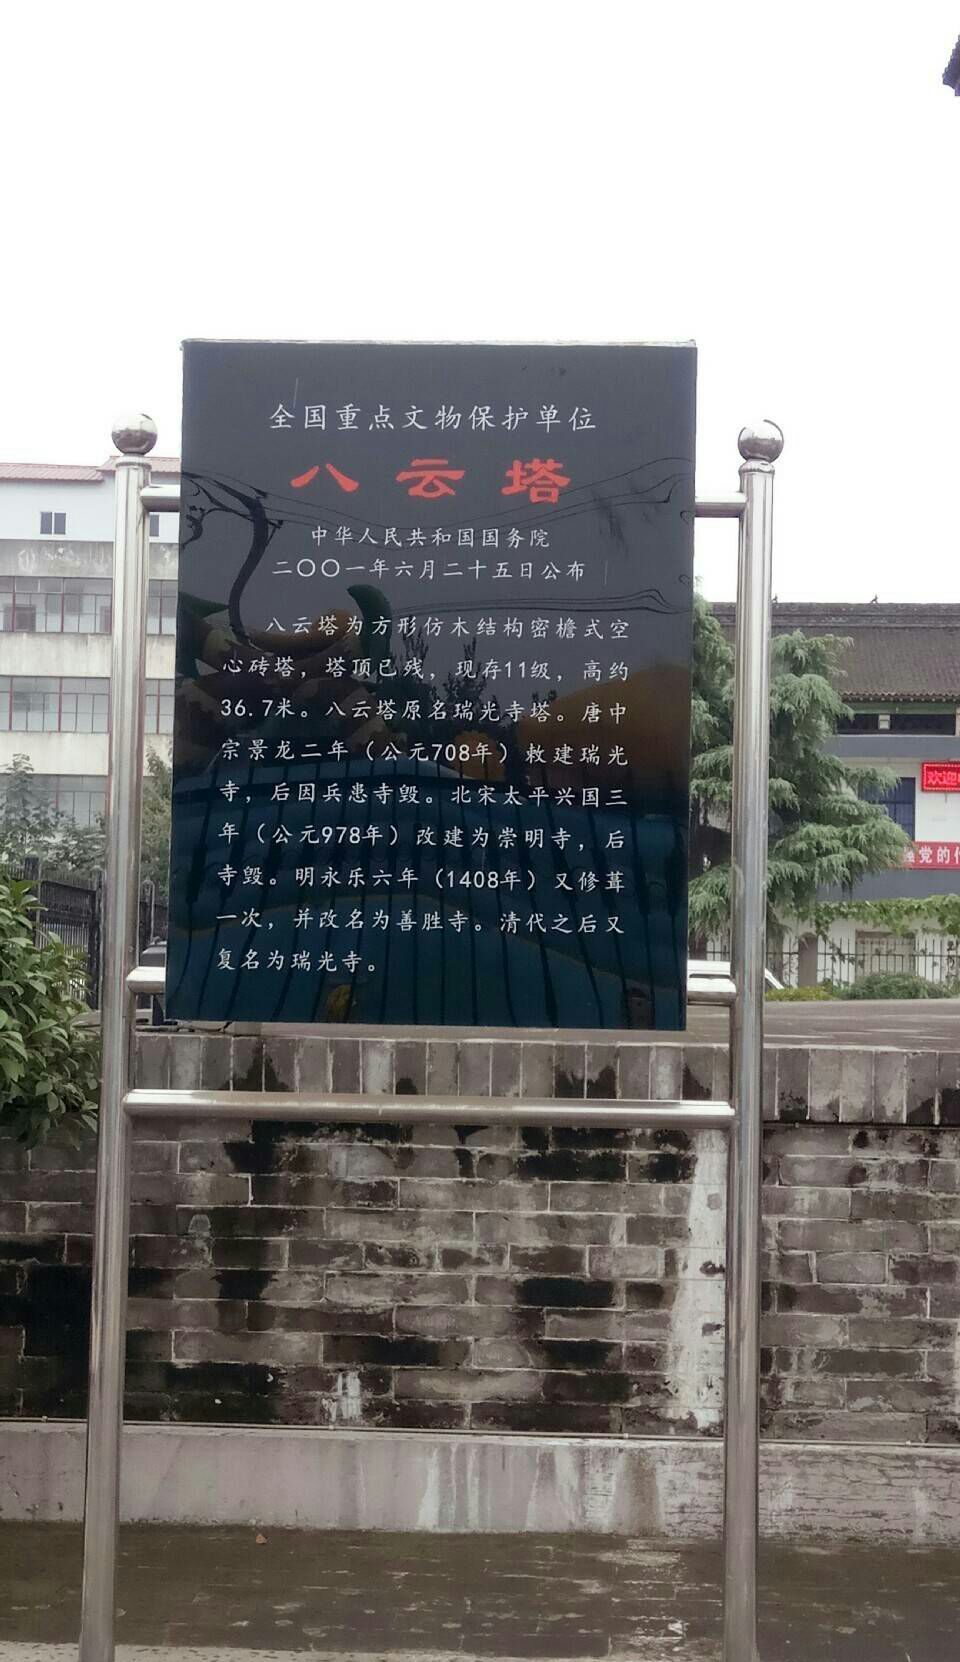 全国重点文物保护单位
八云塔
中华人民共和国国务院
二〇〇一年六月二十五日公布
八云塔为方形仿木结构密檐式空
心砖塔，塔顶已残，现存11级，高约
36.7米。八云塔原名瑞光寺塔。唐中
宗景龙二年（公元708年）敕建瑞光
寺，后因兵患寺毁。北宋太平兴国三
年（公元978年）改建为崇明寺，后
寺毁。明永乐六年（1408年）又修葺
一次，并改名为善胜寺。清代之后又
复名为瑞光寺。
欢迎
党的